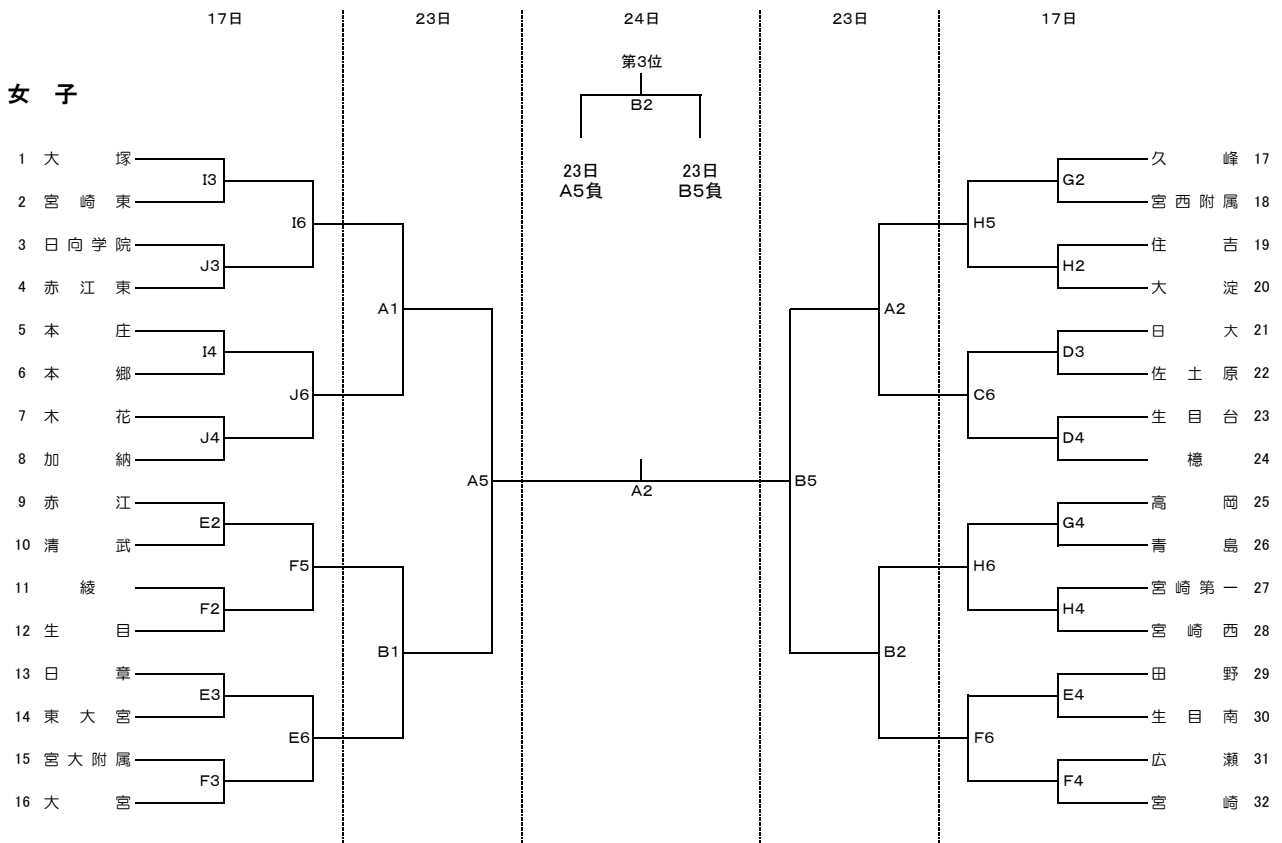 17日 23日 24日 23日 17日
第3位
女 子
B2
1 大 塚 久 峰 17
23日 23日
I3 G2
A5負 B5負
2 宮 崎 東 宮 西 附 属 18
I6 H5
3 日 向 学 院 住 吉 19
J3 H2
4 赤 江 東 大 淀 20
A1 A2
5 本 庄 日 大 21
I4 D3
6 本 郷 佐 土 原 22
J6 C6
7 木 花 生 目 台 23
J4 D4
8 加 納 檍 24
A5 B5
A2
9 赤 江 高 岡 25
E2 G4
10 清 武 青 島 26
F5 H6
11 綾 宮 崎 第 一 27
F2 H4
12 生 目 宮 崎 西 28
B1 B2
13 日 章 田 野 29
E3 E4
14 東 大 宮 生 目 南 30
E6 F6
15 宮 大 附 属 広 瀬 31
F3 F4
16 大 宮 宮 崎 32